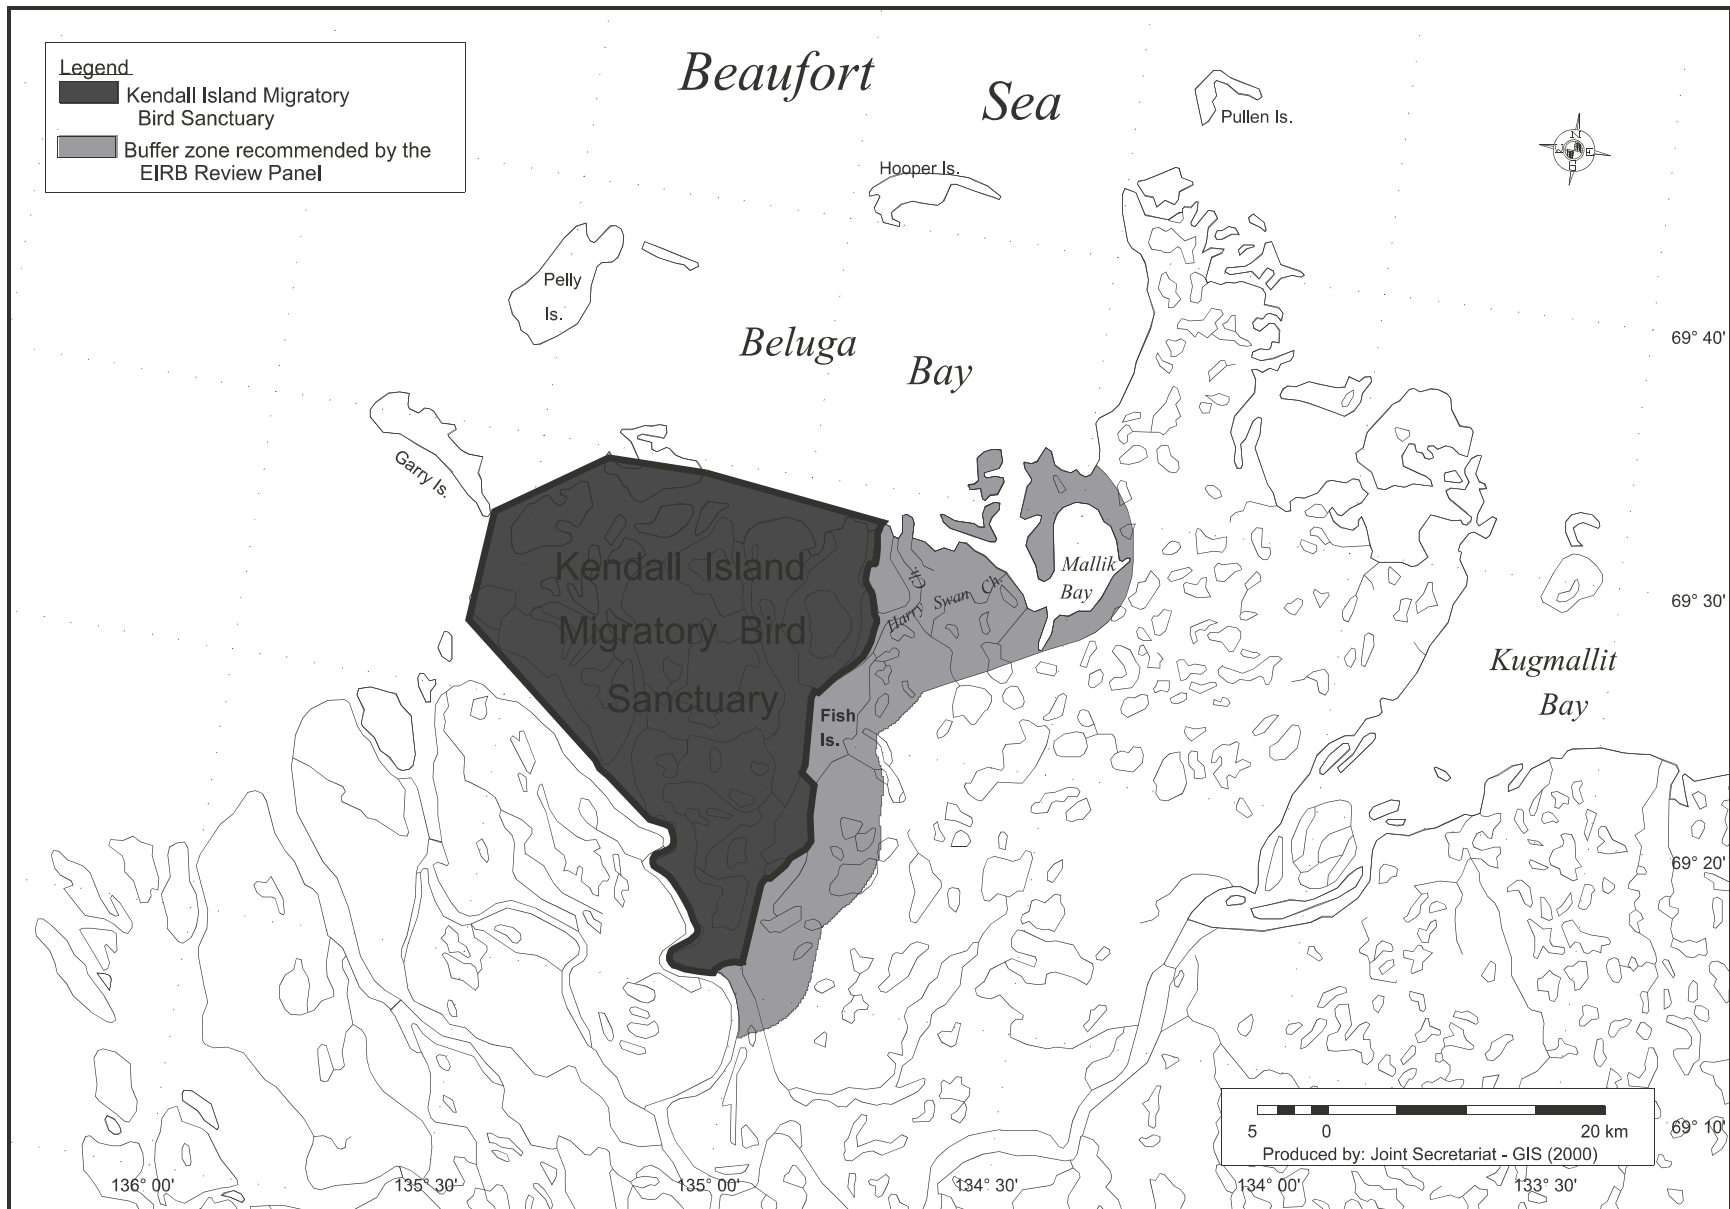 Legend
Kendall Island Migratory
Bird Sanctuary
Buffer zone recommended by the
EIRB Review Panel
Beaufort
Sea
Pullen Is.
N
E
Hooper Is.
Pelly
Is.
Beluga
Bay
69° 40'
Garry Is.
Kendall Island
Migratory Bird
Sanctuary
Mallik
Bay
Harry Ch.
Swan Ch.
69° 30'
Kugmallit
Bay
Fish
Is.
69° 20'
5 0 20 km
Produced by: Joint Secretariat - GIS (2000)
69° 10'
136° 00' 135° 30' 135° 00' 134° 30' 134° 00' 133° 30'